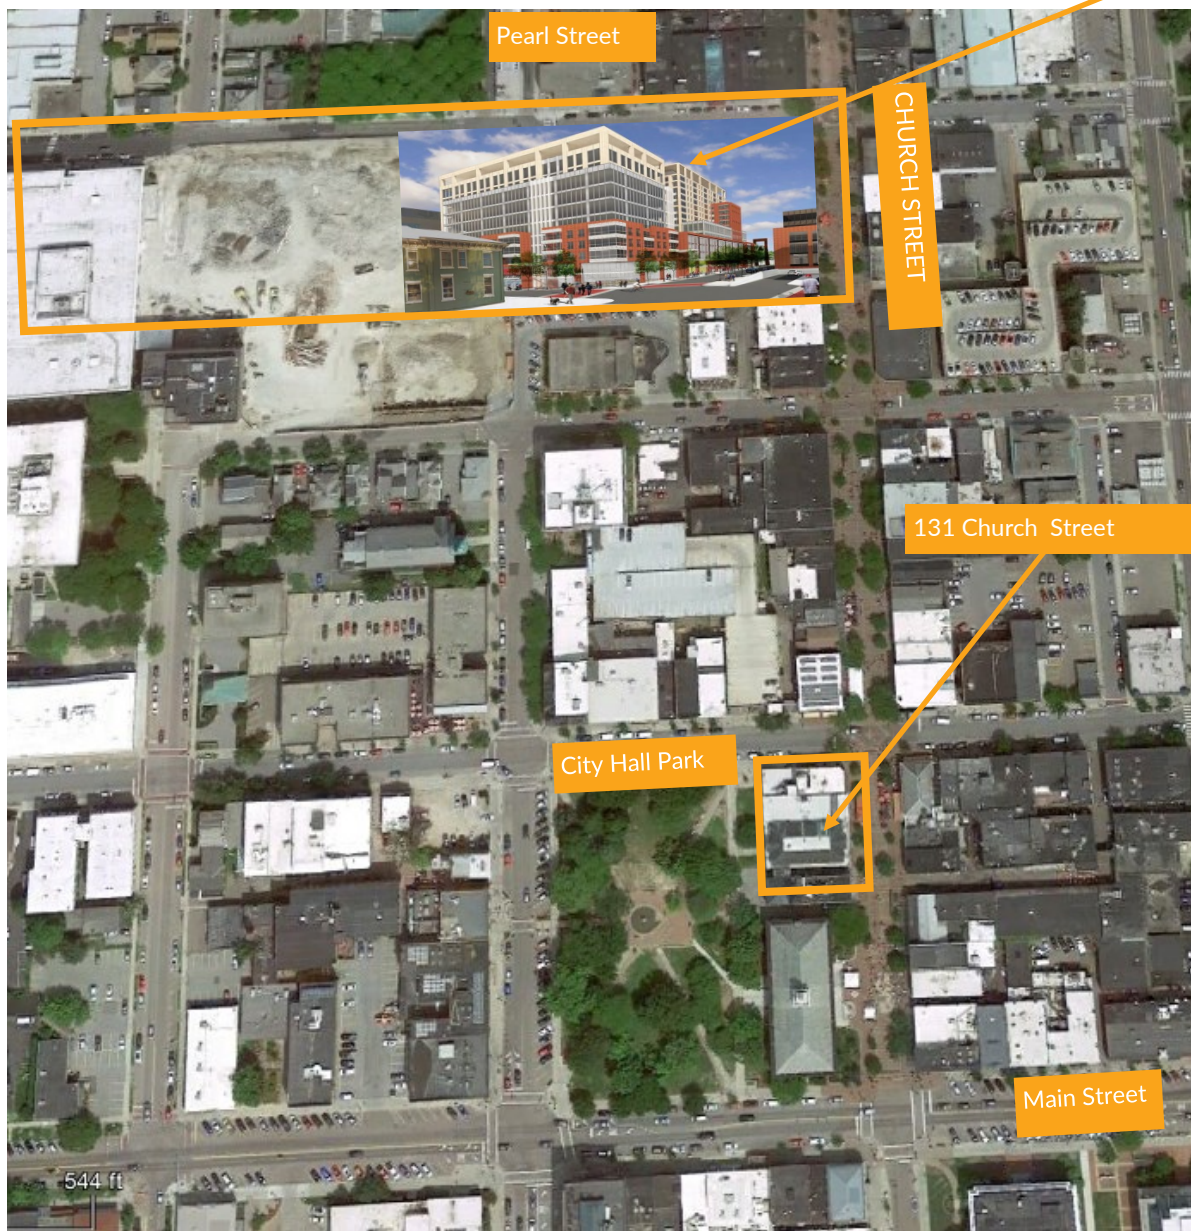 Pearl Street
CHURCH STREET
131 Church  Street
City Hall Park
Main Street
544 ft